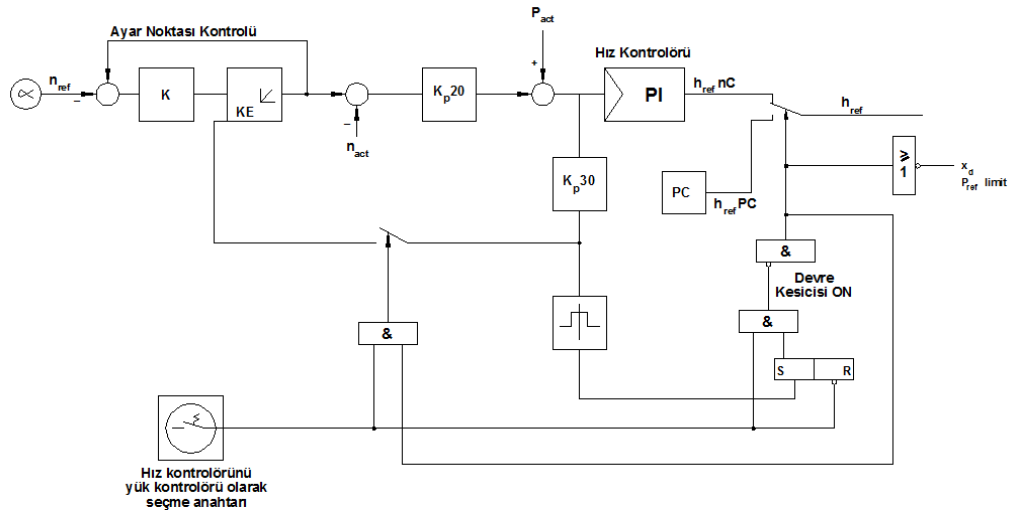 Ayar Noktası Kontrolü
P act
n ref
K
KE
K p 20
n act
+
Hız Kontrolörü
PI
h ref nC
h ref
K p 30
PC
h ref PC
≥
1
x d
P ref limit
&
Devre
Kesicisi ON
&
S R
&
Hız kontrolörünü
yük kontrolörü olarak
seçme anahtarı